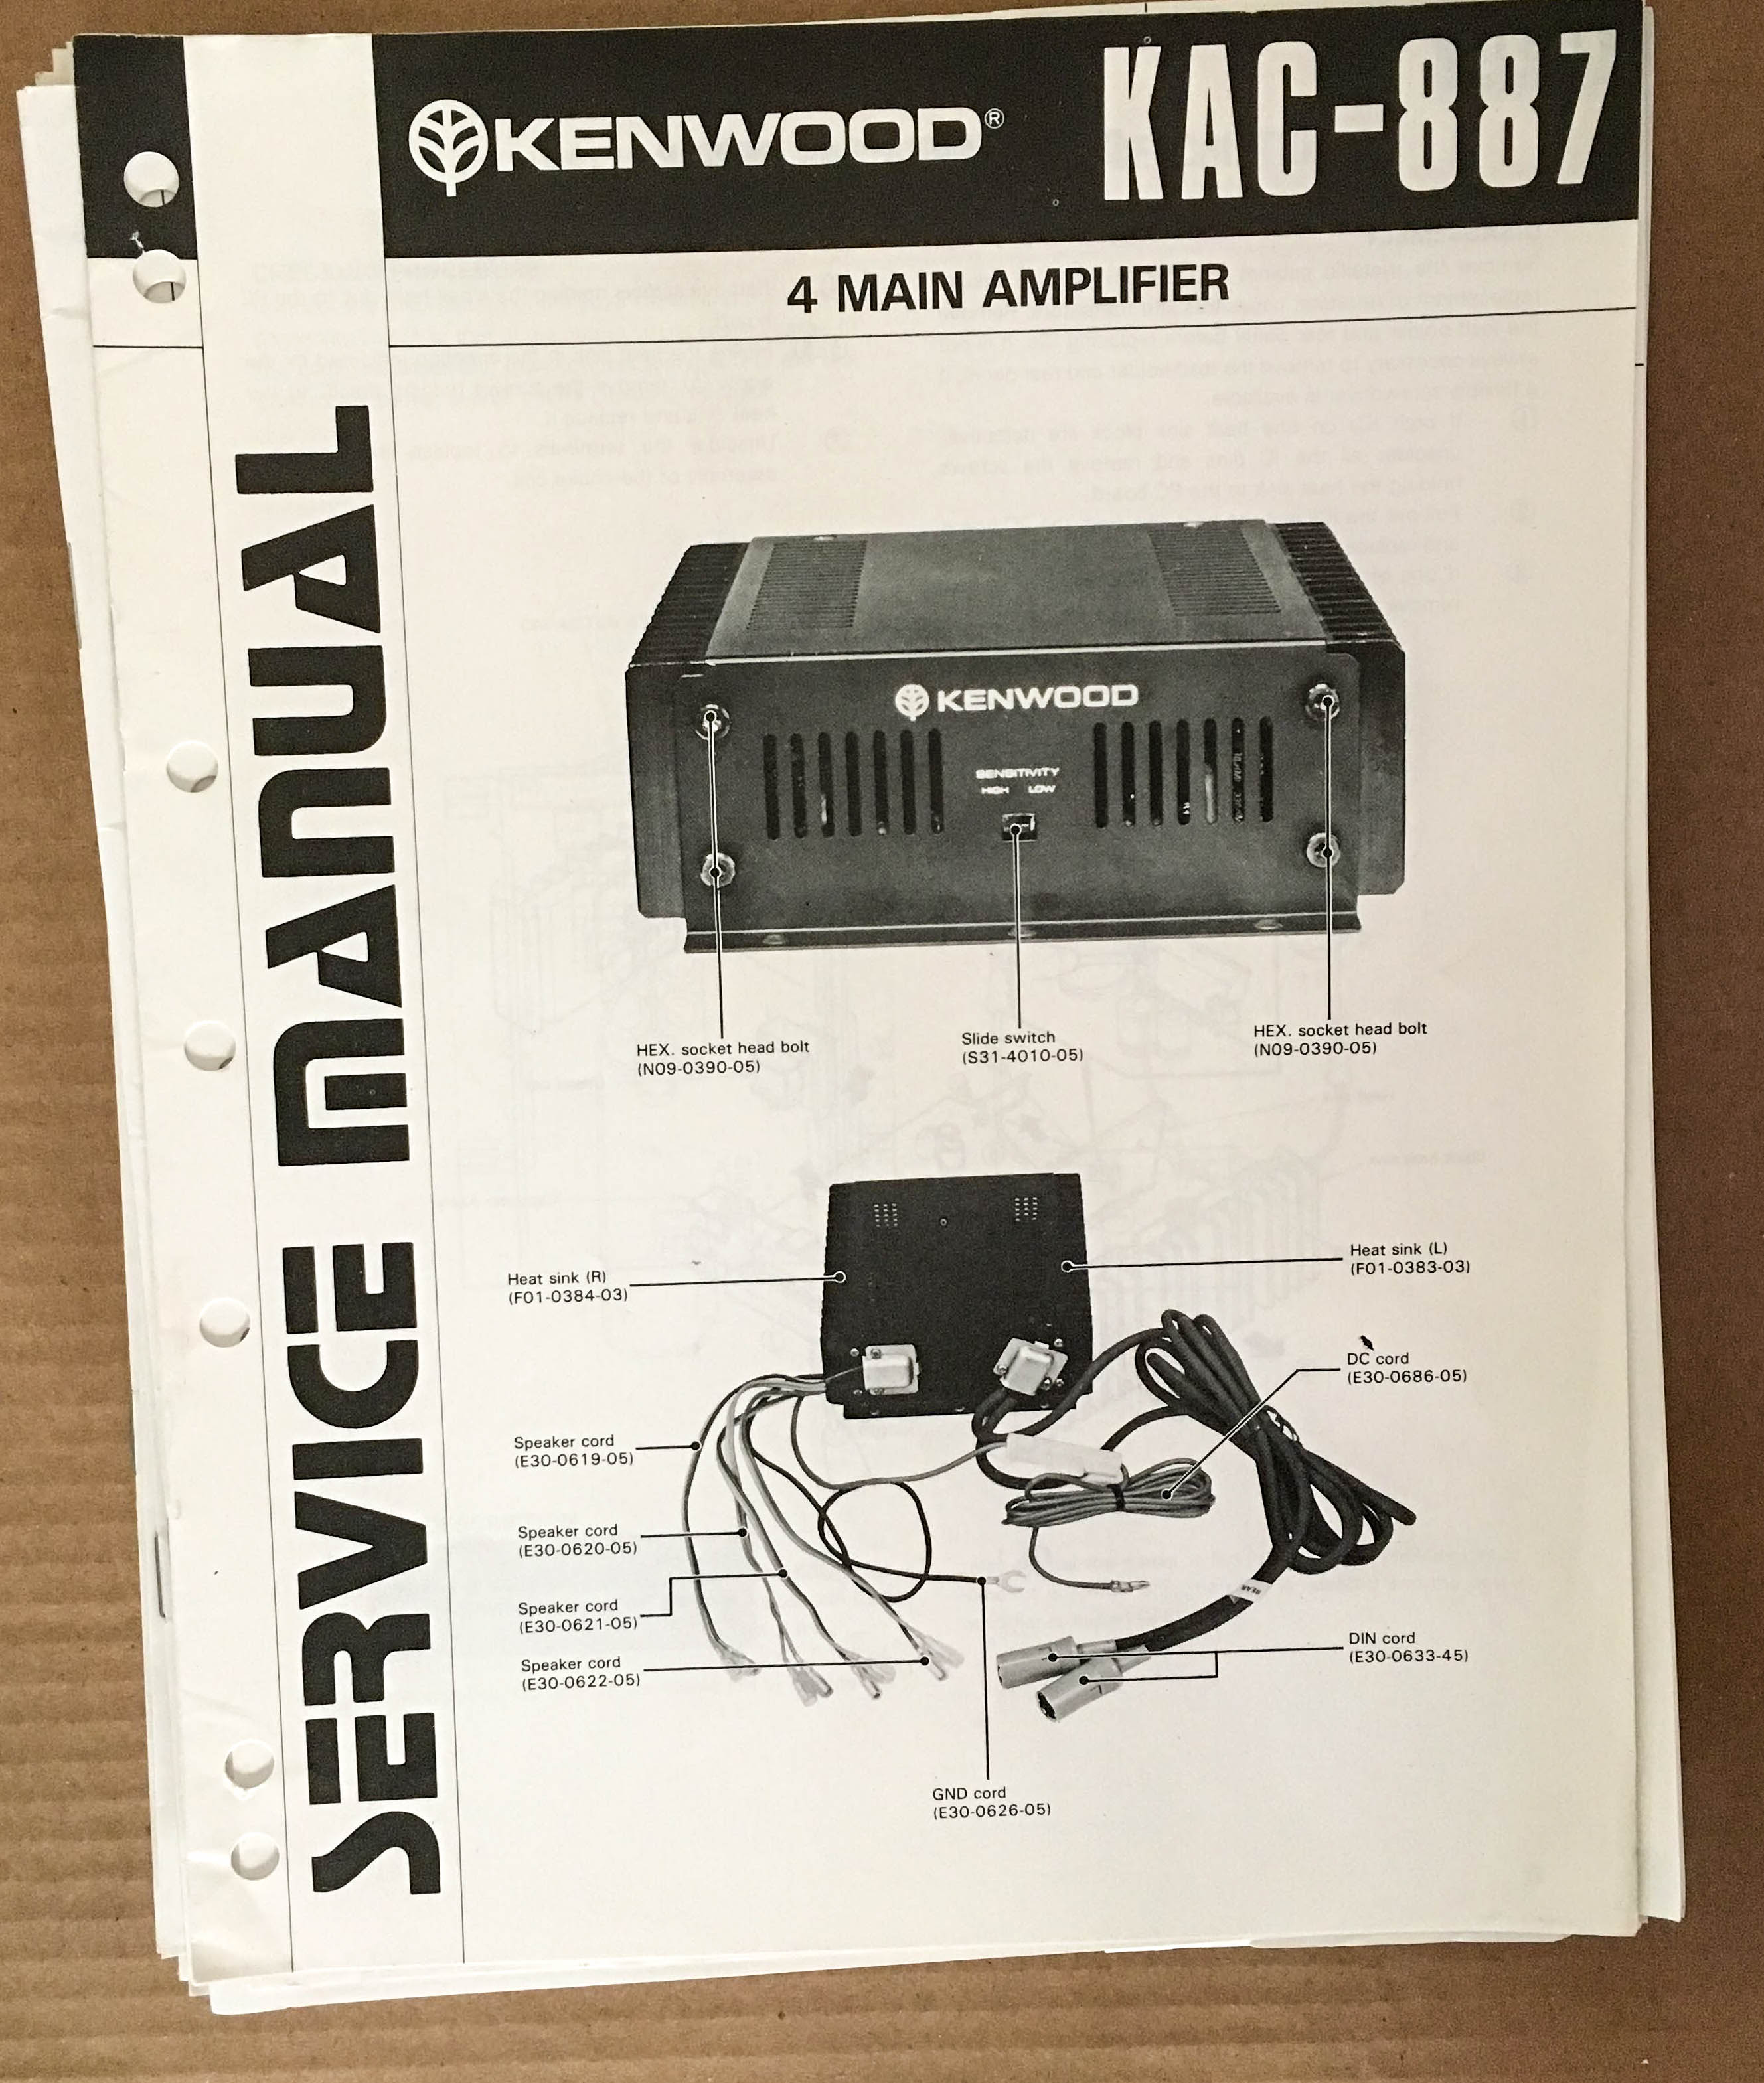 KENWOOD®
KAC-887
4 MAIN AMPLIFIER
SERVICE MANUAL
KENWOOD
SENSITIVITY
HIGH LOW
HEX. socket head bolt
(N09-0390-05)
Slide switch
(S31-4010-05)
HEX. socket head bolt
(N09-0390-05)
Heat sink (R)
(F01-0384-03)
Heat sink (L)
(F01-0383-03)
DC cord
(E30-0686-05)
Speaker cord
(E30-0619-05)
Speaker cord
(E30-0620-05)
Speaker cord
(E30-0621-05)
Speaker cord
(E30-0622-05)
REAR
DIN cord
(E30-0633-45)
GND cord
(E30-0626-05)